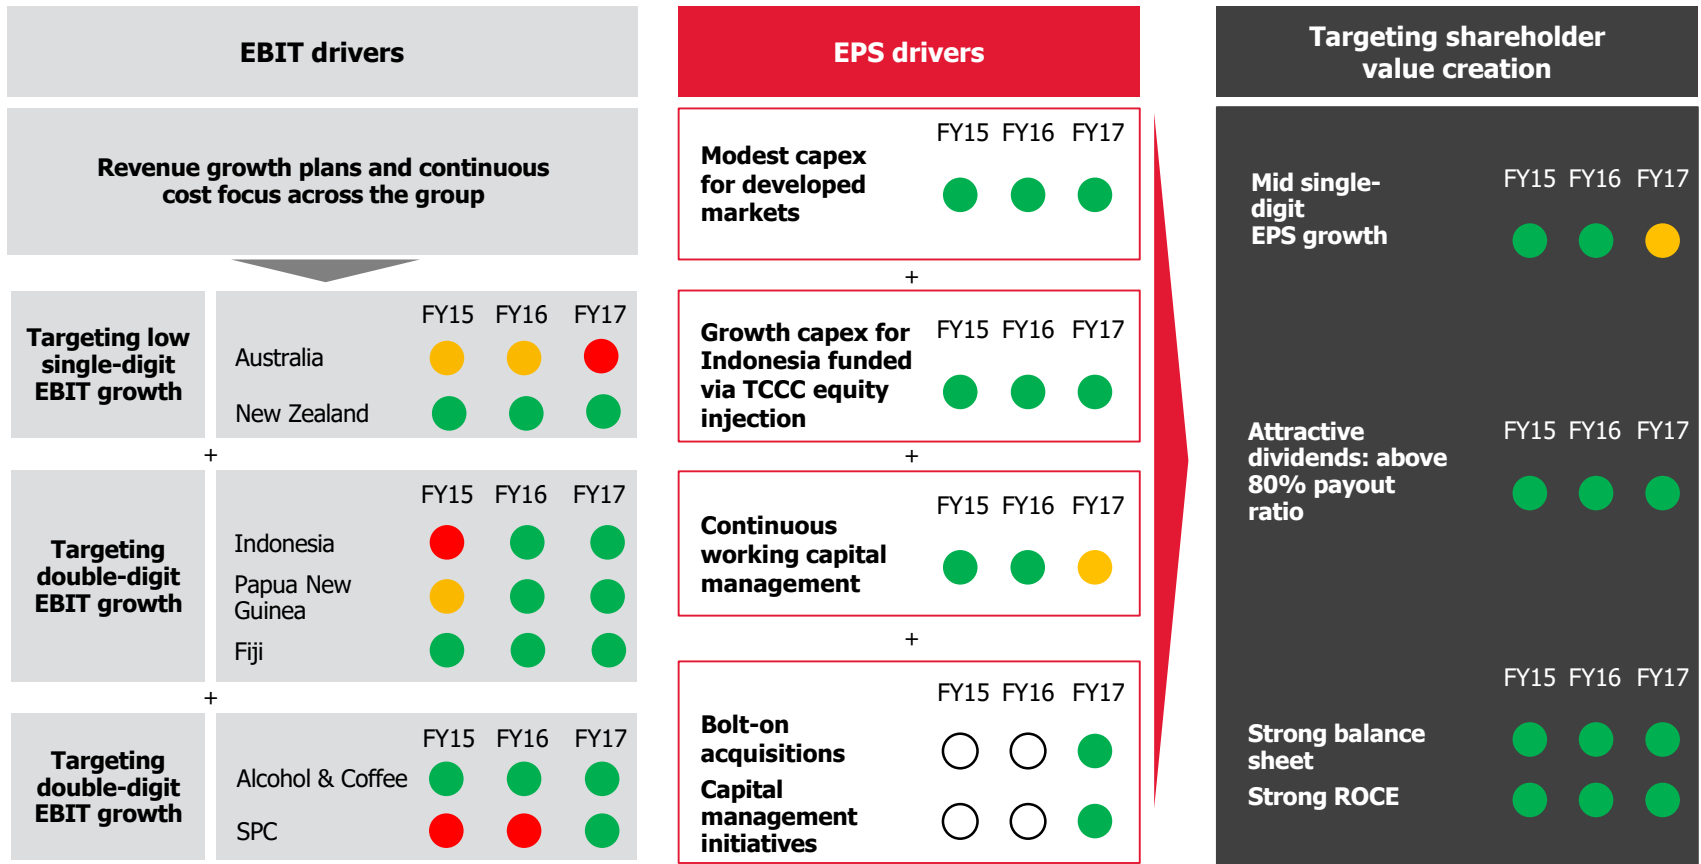 EBIT drivers
Revenue growth plans and continuous
cost focus across the group
Targeting low
single-digit
EBIT growth
FY15 FY16 FY17
Australia
New Zealand
+
Targeting
double-digit
EBIT growth
FY15 FY16 FY17
Indonesia
Papua New
Guinea
Fiji
+
Targeting
double-digit
EBIT growth
FY15 FY16 FY17
Alcohol & Coffee
SPC
EPS drivers
Modest capex
for developed
markets
FY15 FY16 FY17
+
Growth capex for
Indonesia funded
via TCCC equity
injection
FY15 FY16 FY17
+
Continuous
working capital
management
FY15 FY16 FY17
+
FY15 FY16 FY17
Bolt-on
acquisitions
Capital
management
initiatives
Targeting shareholder
value creation
Mid single-
digit
EPS growth
FY15 FY16 FY17
Attractive
dividends: above
80% payout
ratio
FY15 FY16 FY17
FY15 FY16 FY17
Strong balance
sheet
Strong ROCE